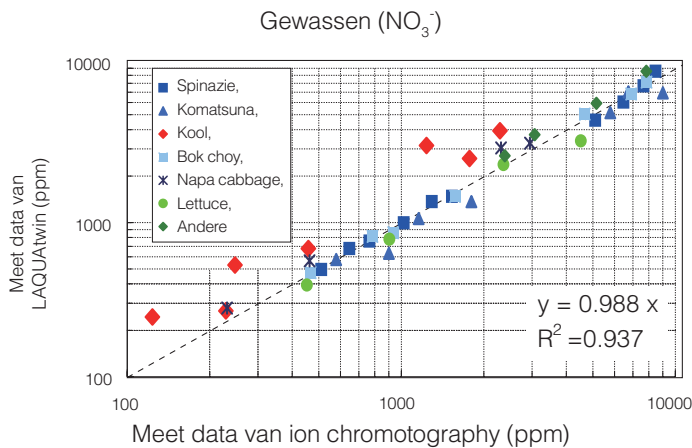 Gewassen (NO3-)
10000
1000
100
Meet data van
LAQUAtwin (ppm)
Spinazie,
Komatsuna,
Kool,
Bok choy,
Napa cabbage,
Lettuce,
Andere
y = 0.988 x
R2 =0.937
100
1000
10000
Meet data van ion chromotography (ppm)